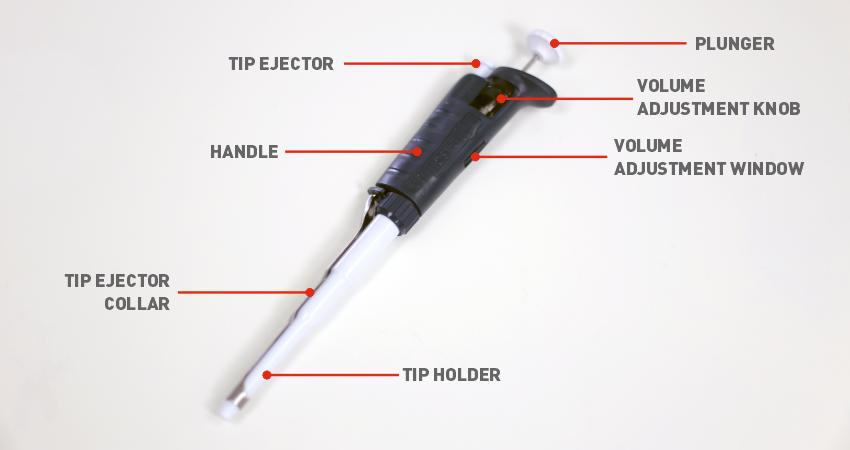 PLUNGER
TIP EJECTOR
VOLUME
ADJUSTMENT KNOB
HANDLE
VOLUME
ADJUSTMENT WINDOW
TIP EJECTOR
COLLAR
TIP HOLDER